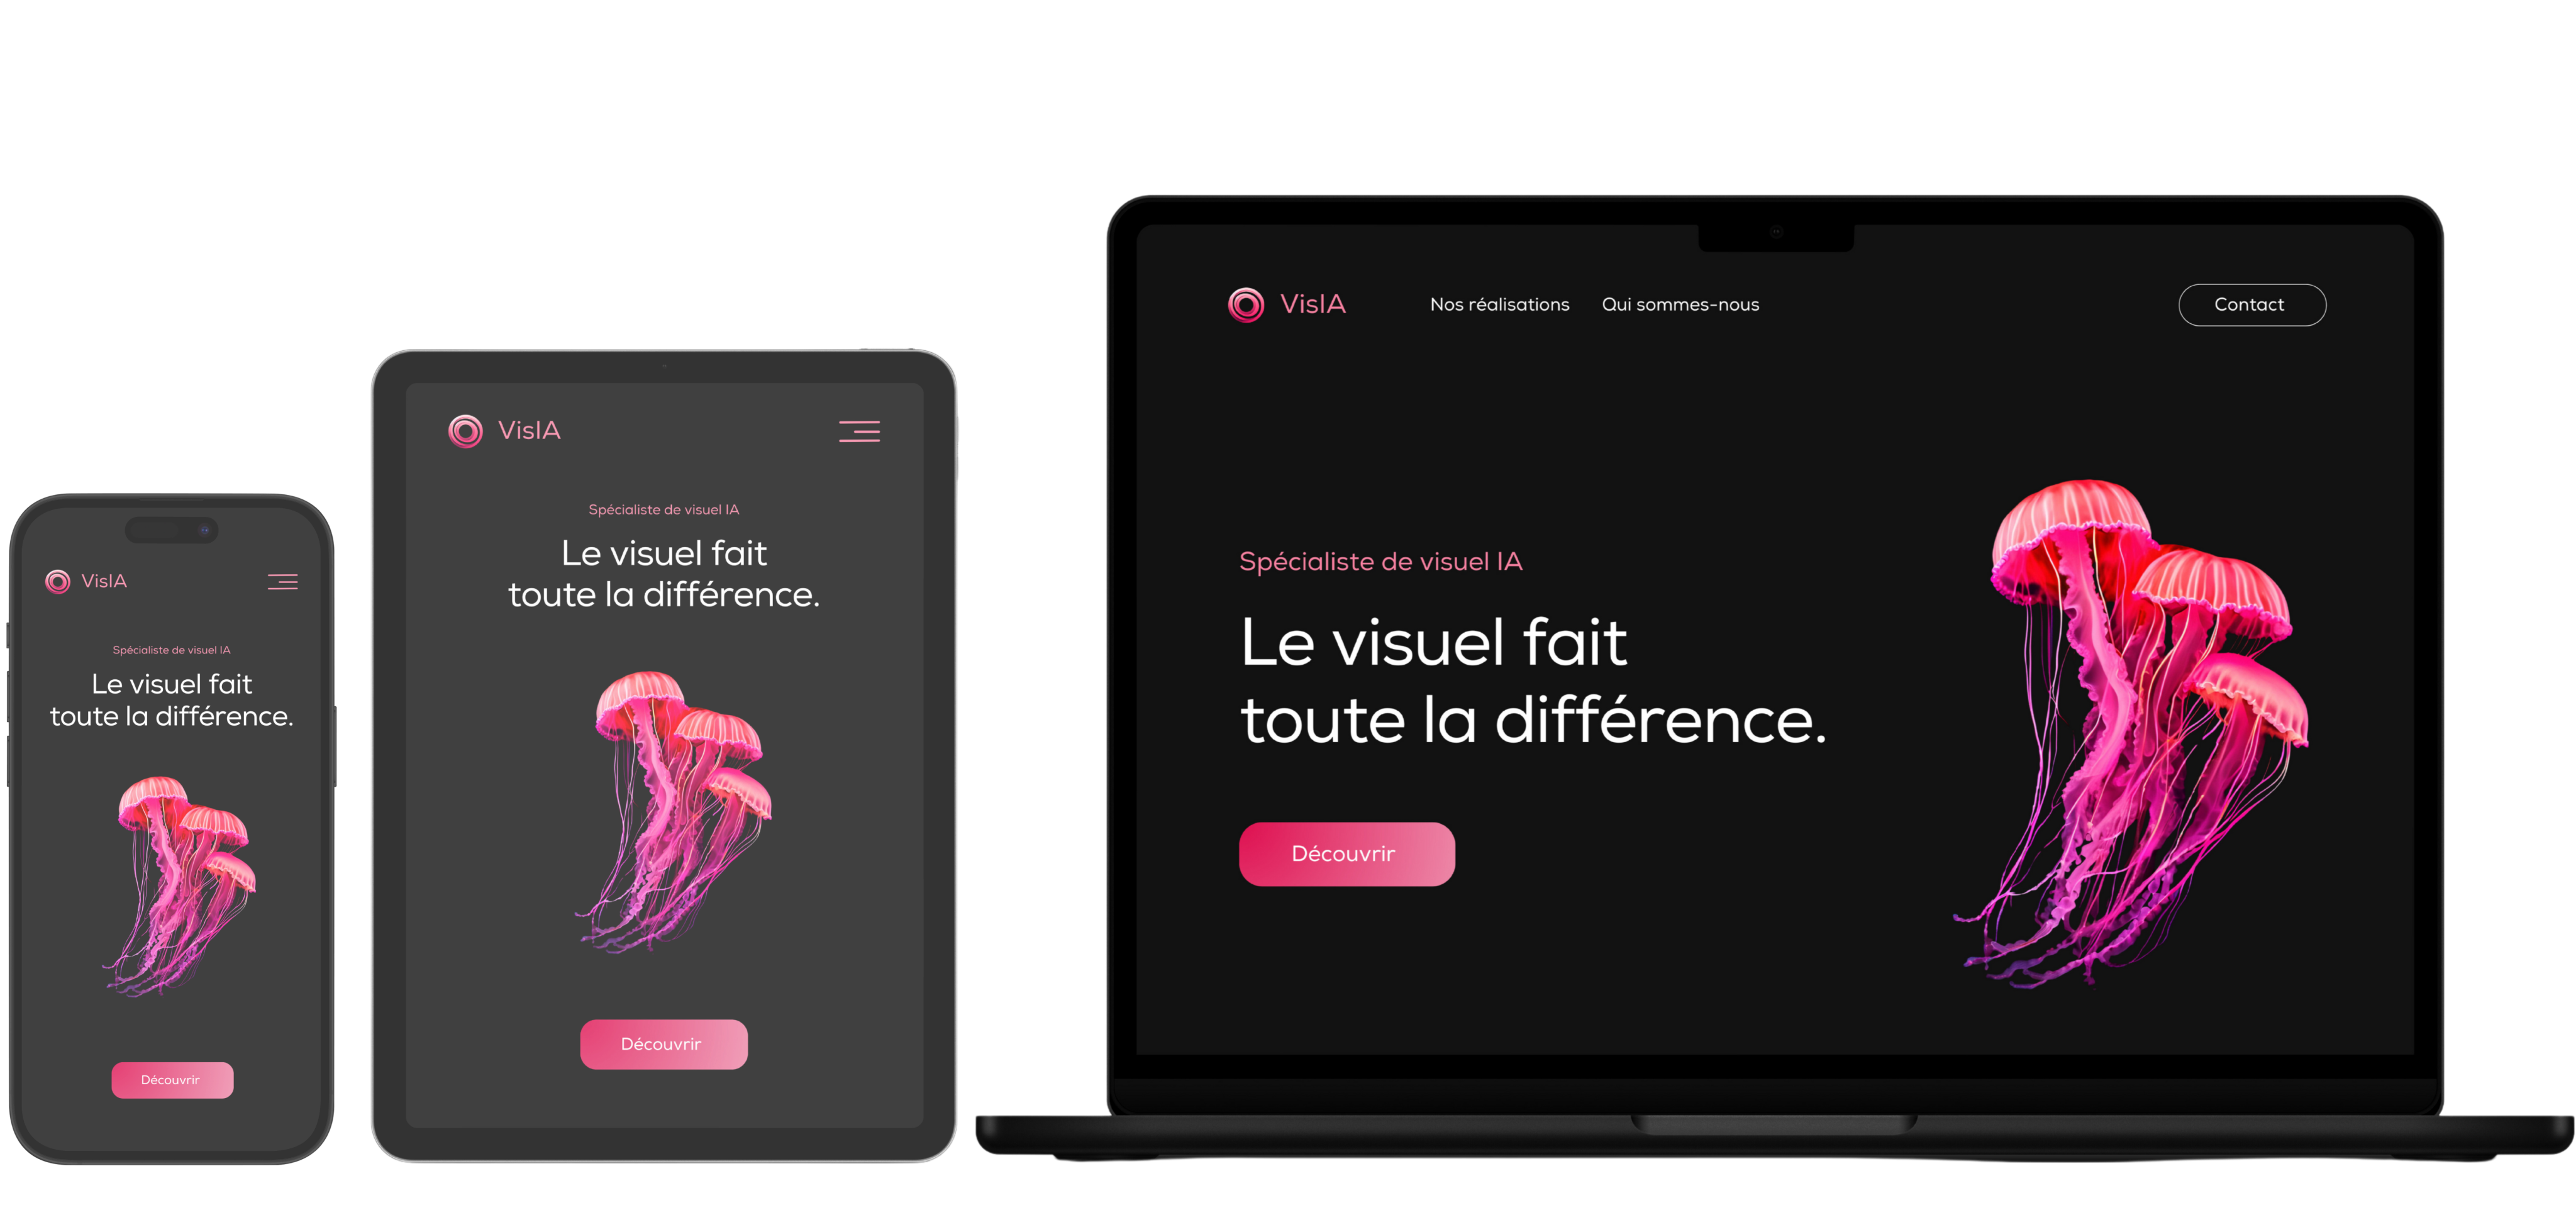 VisIA
Spécialiste de visuel IA
Le visuel fait
toute la différence.
Découvrir
VisIA
Spécialiste de visuel IA
Le visuel fait
toute la différence.
Découvrir
VisIA Nos réalisations Qui sommes-nous Contact
Spécialiste de visuel IA
Le visuel fait
toute la différence.
Découvrir